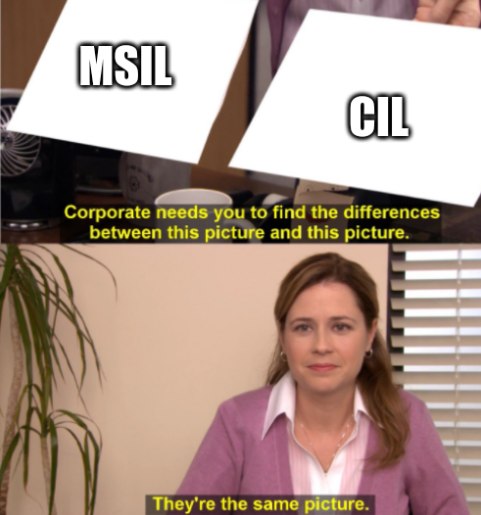 MSIL
CIL
Corporate needs you to find the differences
between this picture and this picture.
They're the same picture.